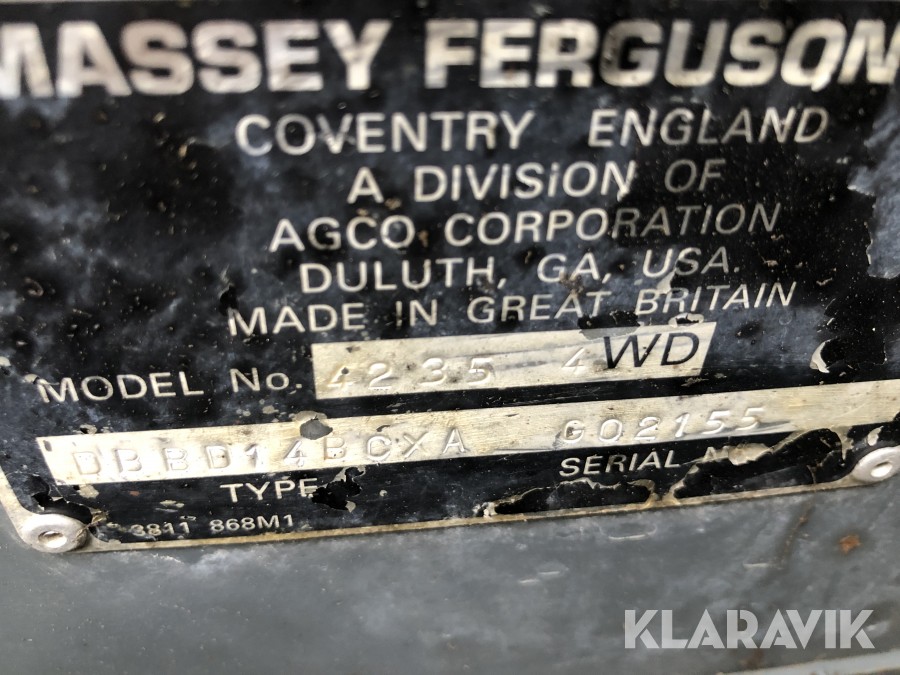 MASSEY FERGUSON
COVENTRY ENGLAND
A DIVISION OF
AGCO CORPORATION
DULUTH, GA, USA.
MADE IN GREAT BRITAIN
MODEL No. 4235 4WD
DBBD14BCXA G02155
TYPE SERIAL
3811 868M1
KLARAVIK